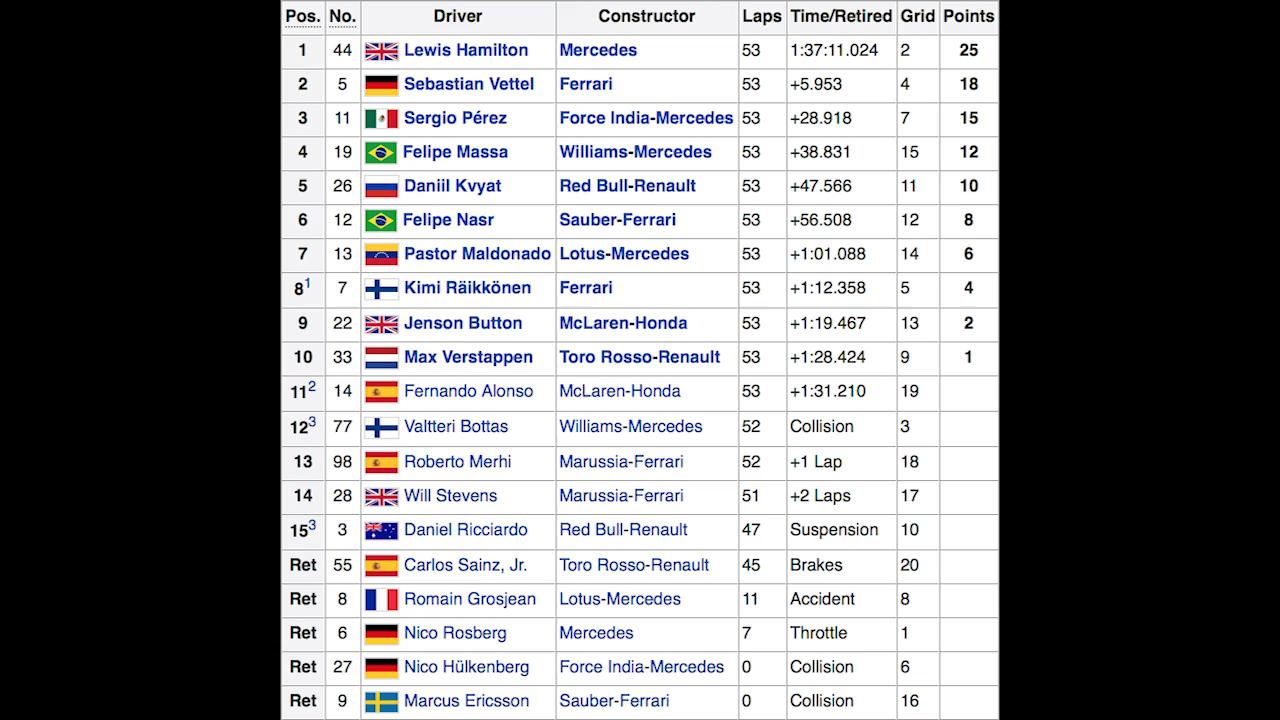 Pos. No. Driver Constructor Laps Time/Retired Grid Points
1 44 Lewis Hamilton Mercedes 53 1:37:11.024 2 25
2 5 Sebastian Vettel Ferrari 53 +5.953 4 18
3 11 Sergio Pérez Force India-Mercedes 53 +28.918 7 15
4 19 Felipe Massa Williams-Mercedes 53 +38.831 15 12
5 26 Daniil Kvyat Red Bull-Renault 53 +47.566 11 10
6 12 Felipe Nasr Sauber-Ferrari 53 +56.508 12 8
7 13 Pastor Maldonado Lotus-Mercedes 53 +1:01.088 14 6
8¹ 7 Kimi Räikkönen Ferrari 53 +1:12.358 5 4
9 22 Jenson Button McLaren-Honda 53 +1:19.467 13 2
10 33 Max Verstappen Toro Rosso-Renault 53 +1:28.424 9 1
11² 14 Fernando Alonso McLaren-Honda 53 +1:31.210 19
12³ 77 Valtteri Bottas Williams-Mercedes 52 Collision 3
13 98 Roberto Merhi Marussia-Ferrari 52 +1 Lap 18
14 28 Will Stevens Marussia-Ferrari 51 +2 Laps 17
15³ 3 Daniel Ricciardo Red Bull-Renault 47 Suspension 10
Ret 55 Carlos Sainz, Jr. Toro Rosso-Renault 45 Brakes 20
Ret 8 Romain Grosjean Lotus-Mercedes 11 Accident 8
Ret 6 Nico Rosberg Mercedes 7 Throttle 1
Ret 27 Nico Hülkenberg Force India-Mercedes 0 Collision 6
Ret 9 Marcus Ericsson Sauber-Ferrari 0 Collision 16